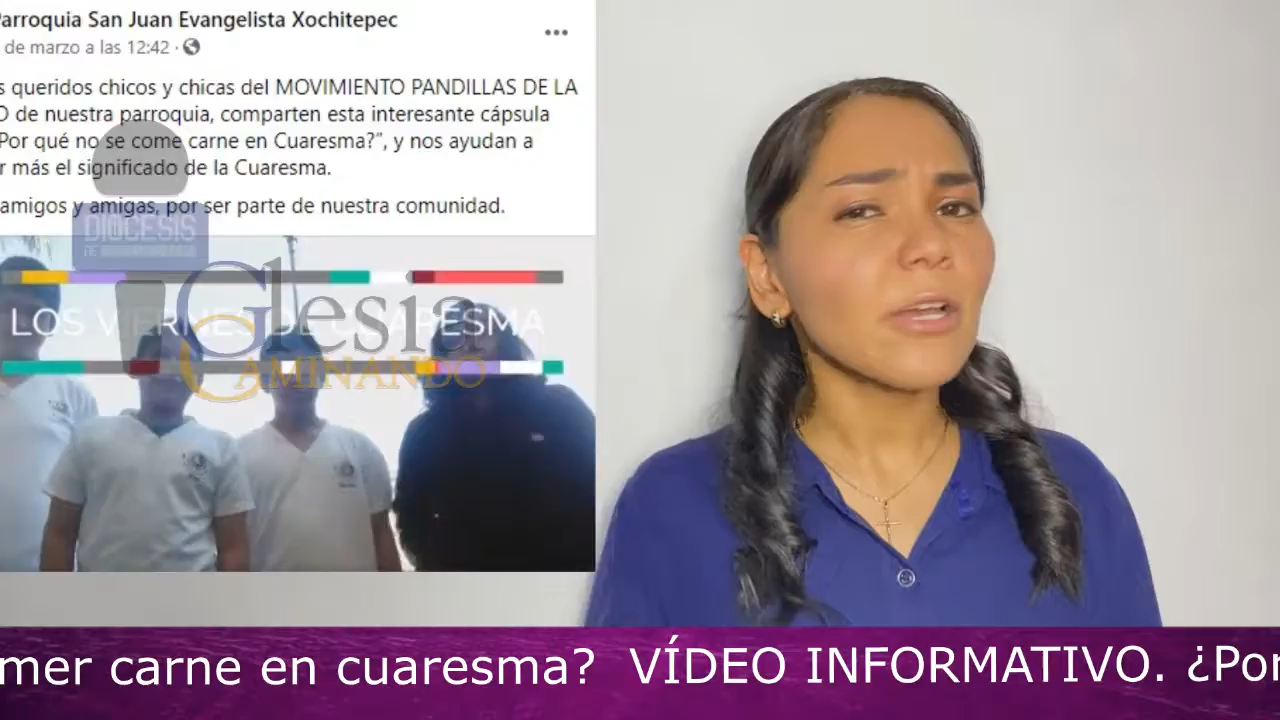 arroquia San Juan Evangelista Xochitepec
de marzo a las 12:42 ·
s queridos chicos y chicas del MOVIMIENTO PANDILLAS DE LA
O de nuestra parroquia, comparten esta interesante cápsula
Por qué no se come carne en Cuaresma?", y nos ayudan a
r más el significado de la Cuaresma.
amigos y amigas, por ser parte de nuestra comunidad.
DIÓCESIS
DE
Iglesia
CAMINANDO
LOS VIERNES DE CUARESMA
mer carne en cuaresma? VÍDEO INFORMATIVO. ¿Por